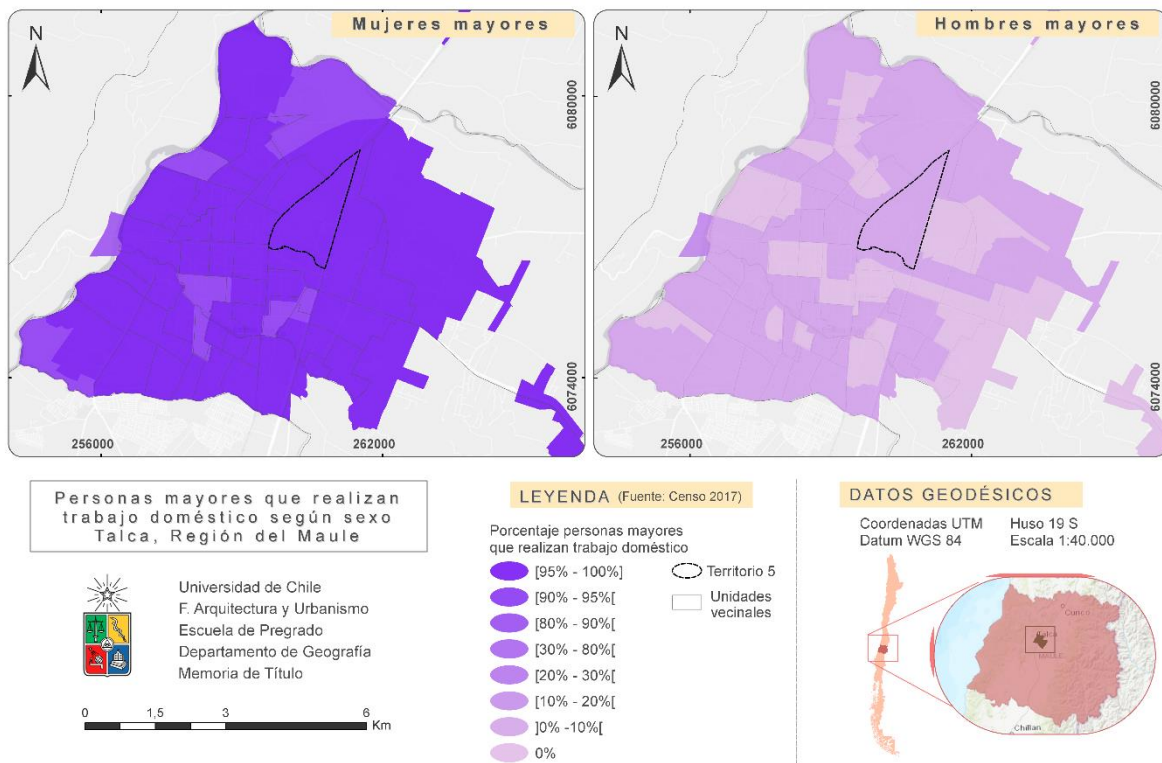 Mujeres mayores
N
6080000
6074000
256000
262000
Hombres mayores
N
6080000
6074000
256000
262000
Personas mayores que realizan
trabajo doméstico según sexo
Talca, Región del Maule
Universidad de Chile
F. Arquitectura y Urbanismo
Escuela de Pregrado
Departamento de Geografía
Memoria de Título
0 1,5 3 6
Km
LEYENDA (Fuente: Censo 2017)
Porcentaje personas mayores
que realizan trabajo doméstico
[95% - 100%]
[90% - 95%[
[80% - 90%[
[30% - 80%[
[20% - 30%[
[10% - 20%[
]0% -10%[
0%
Territorio 5
Unidades
vecinales
DATOS GEODÉSICOS
Coordenadas UTM Huso 19 S
Datum WGS 84 Escala 1:40.000
Curicó
Talca
MAULE
Chillan